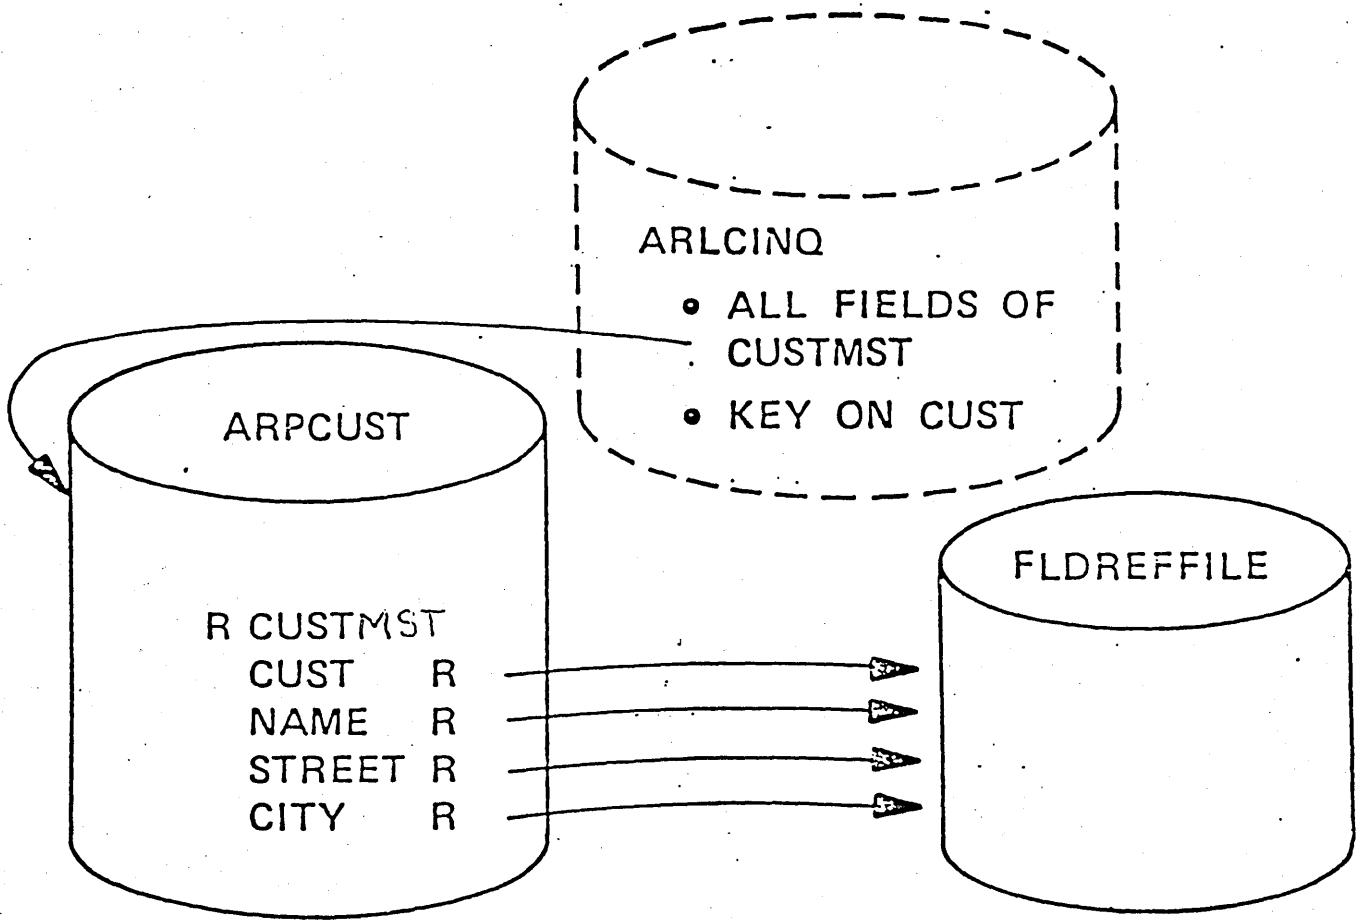 ARLCINQ
• ALL FIELDS OF
CUSTMST
• KEY ON CUST
ARPCUST
R CUSTMST
CUST R
NAME R
STREET R
CITY R
FLDREFFILE